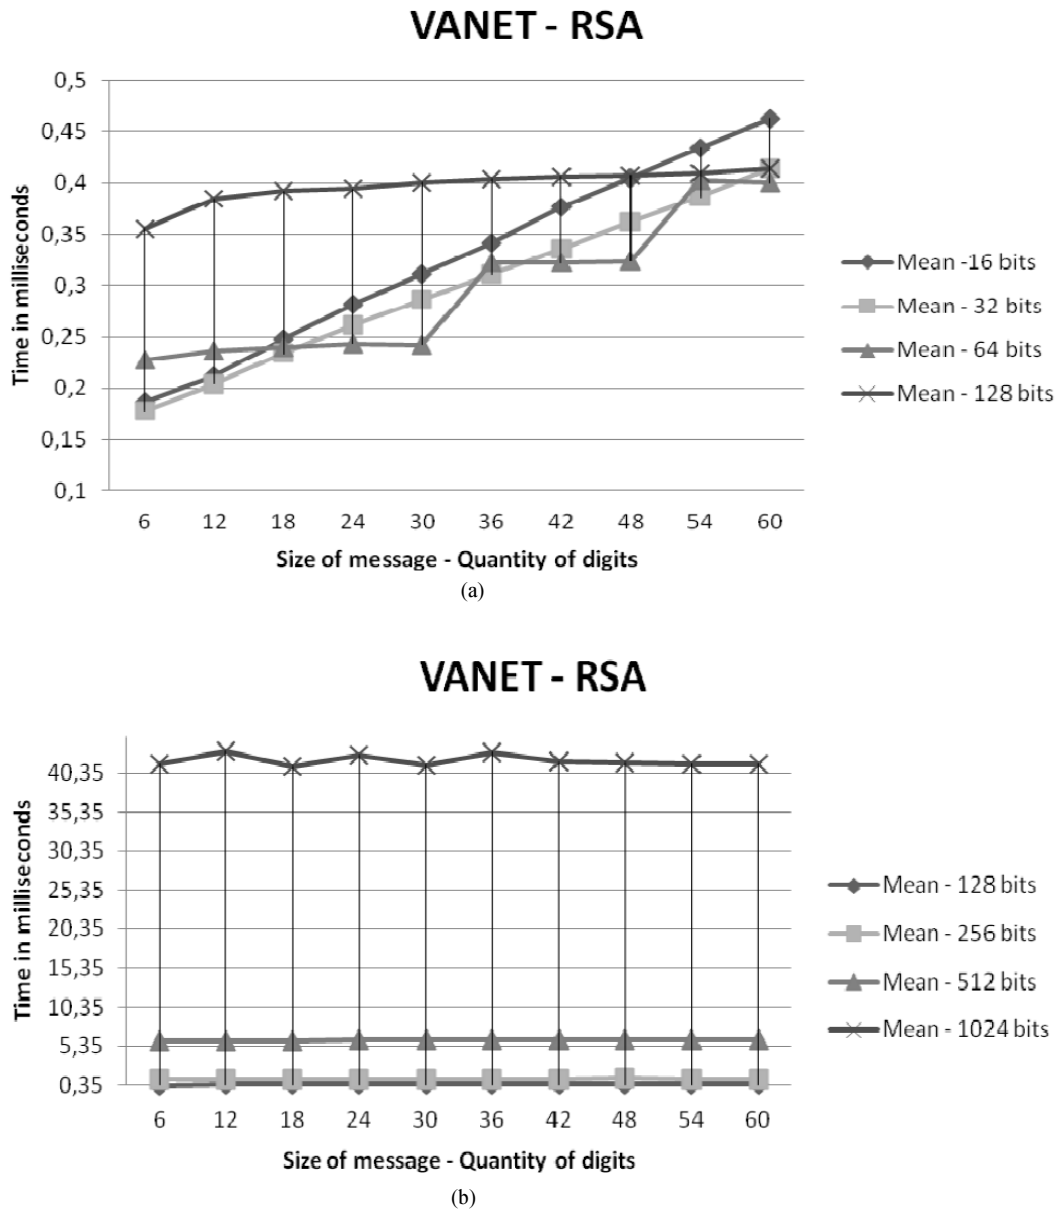 VANET - RSA
0,5
0,45
0,4
0,35
0,3
0,25
0,2
0,15
0,1
Time in milliseconds
6 12 18 24 30 36 42 48 54 60
Size of message - Quantity of digits
Mean -16 bits
Mean - 32 bits
Mean - 64 bits
Mean - 128 bits
(a)
VANET - RSA
40,35
35,35
30,35
25,35
20,35
15,35
10,35
5,35
0,35
Time in milliseconds
6 12 18 24 30 36 42 48 54 60
Size of message - Quantity of digits
Mean - 128 bits
Mean - 256 bits
Mean - 512 bits
Mean - 1024 bits
(b)